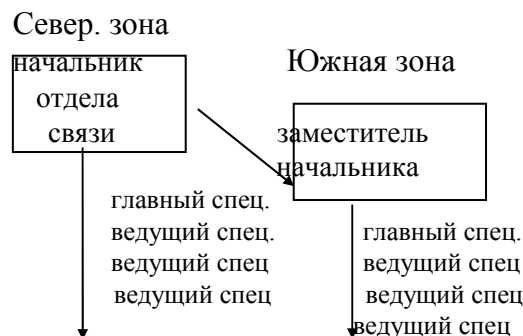 Север. зона
начальник
отдела
связи
Южная зона
заместитель
начальника
главный спец.
ведущий спец.
ведущий спец
ведущий спец
главный спец.
ведущий спец
ведущий спец
ведущий спец